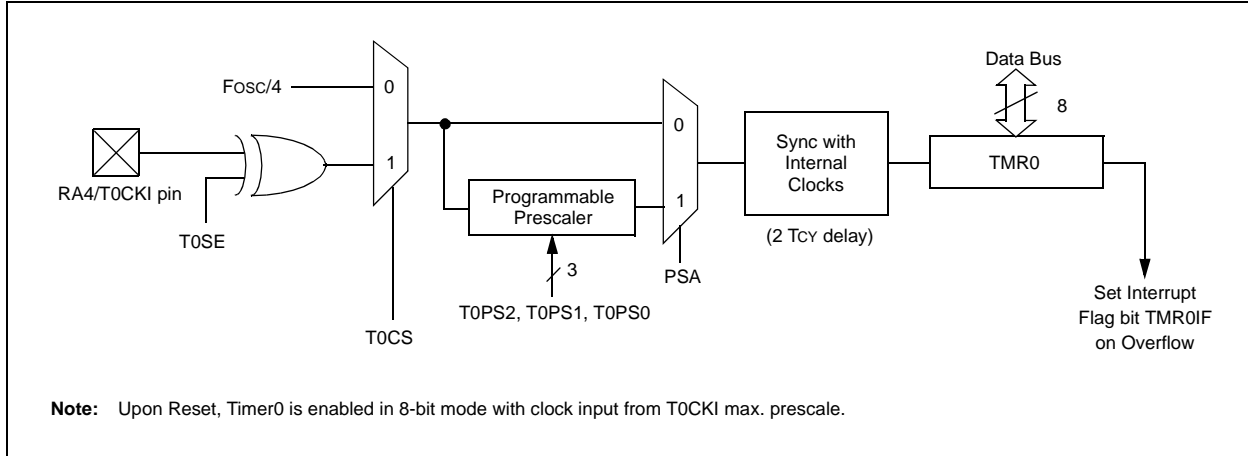 Data Bus
8
FOSC/4
0
1
RA4/T0CKI pin
T0SE
T0CS
Programmable
Prescaler
3
T0PS2, T0PS1, T0PS0
0
1
PSA
Sync with
Internal
Clocks
(2 TCY delay)
TMR0
Set Interrupt
Flag bit TMR0IF
on Overflow
Note: Upon Reset, Timer0 is enabled in 8-bit mode with clock input from T0CKI max. prescale.